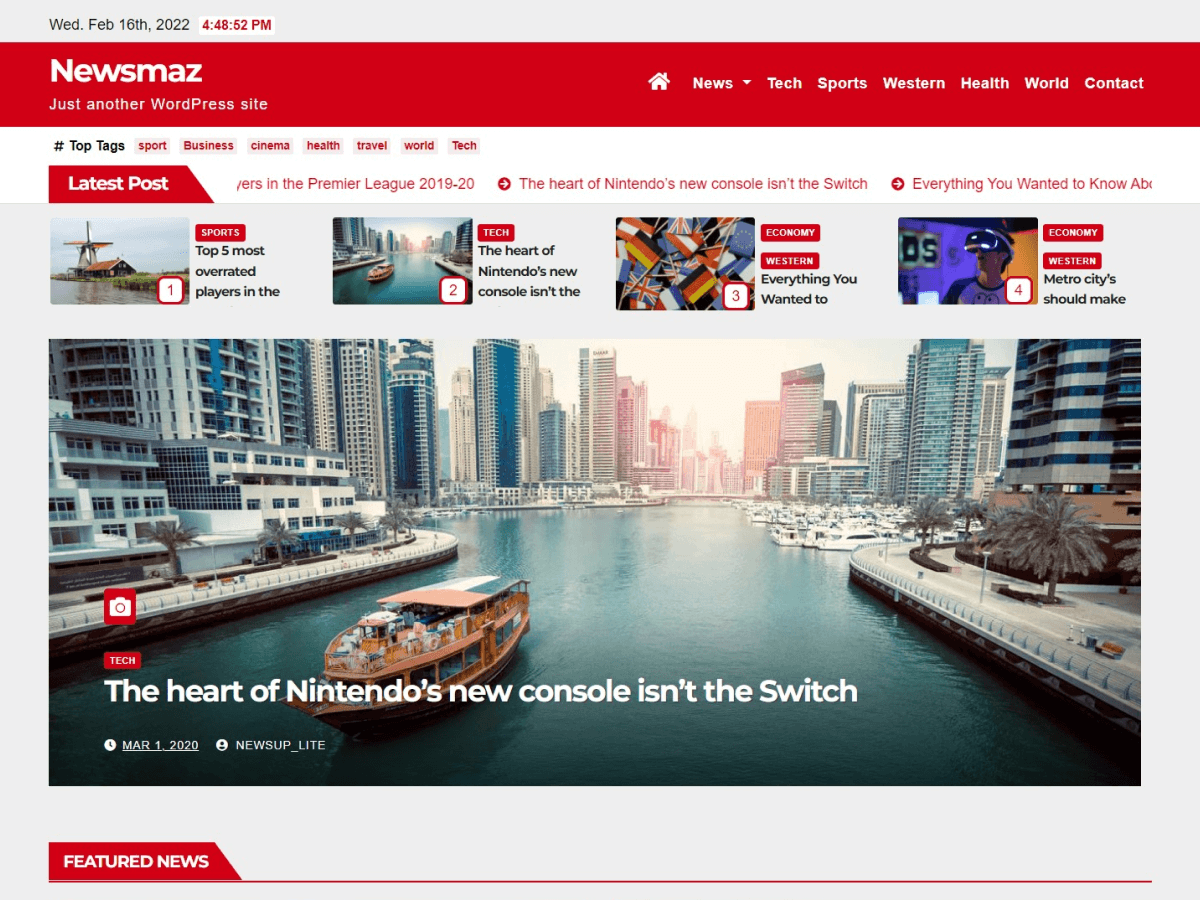 Wed. Feb 16th, 2022 4:48:52 PM
Newsmaz
Just another WordPress site
News Tech Sports Western Health World Contact
# Top Tags sport Business cinema health travel world Tech
Latest Post
yers in the Premier League 2019-20 The heart of Nintendo’s new console isn’t the Switch Everything You Wanted to Know Abo
SPORTS
Top 5 most
overrated
players in the
1
TECH
The heart of
Nintendo’s new
console isn’t the
2
ECONOMY
WESTERN
Everything You
Wanted to
3
ECONOMY
WESTERN
Metro city’s
should make
4
TECH
The heart of Nintendo’s new console isn’t the Switch
MAR 1, 2020 NEWSUP_LITE
FEATURED NEWS